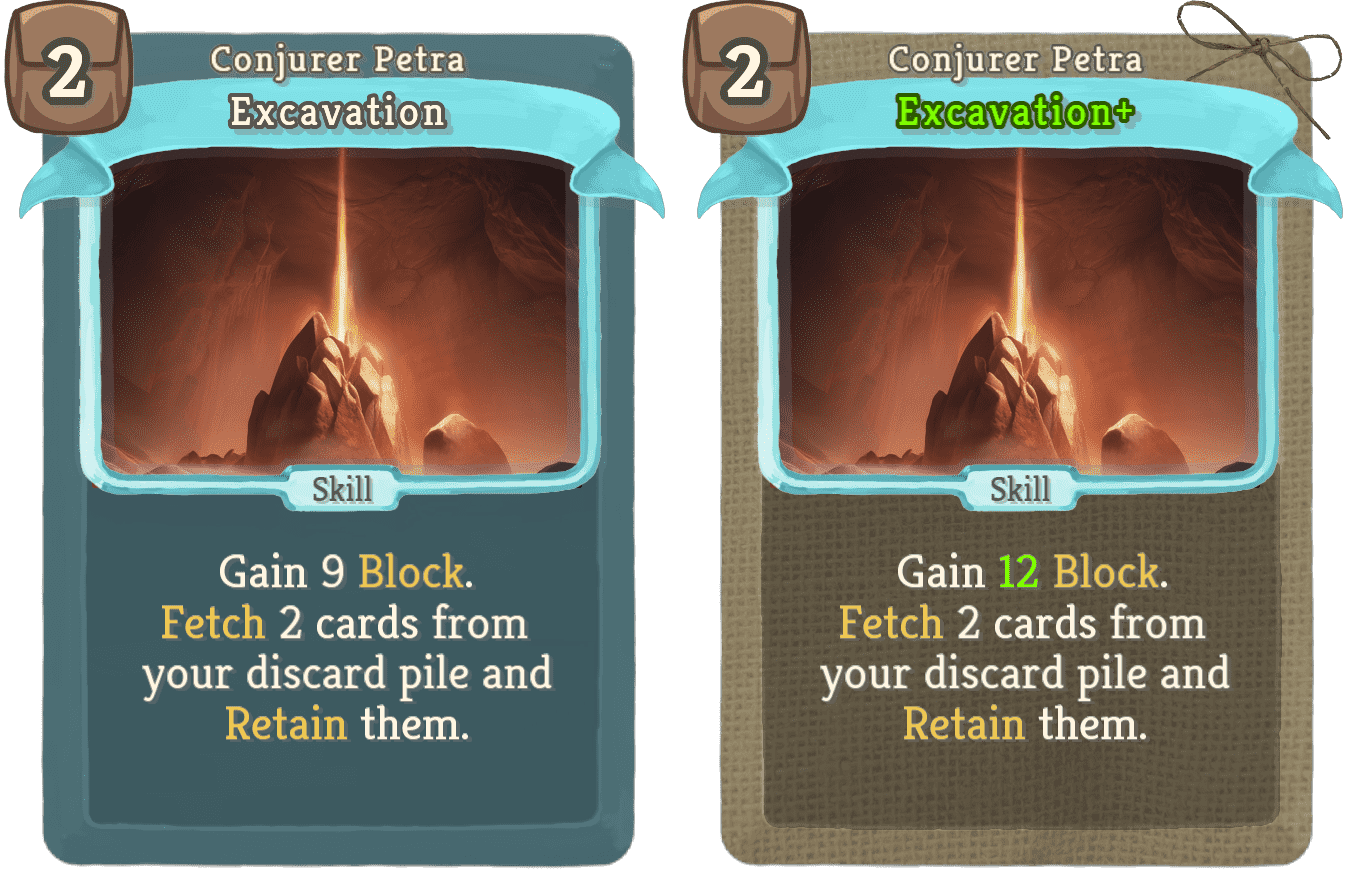 2
Conjurer Petra
Excavation
Skill
Gain 9 Block.
Fetch 2 cards from
your discard pile and
Retain them.
2
Conjurer Petra
Excavation+
Skill
Gain 12 Block.
Fetch 2 cards from
your discard pile and
Retain them.